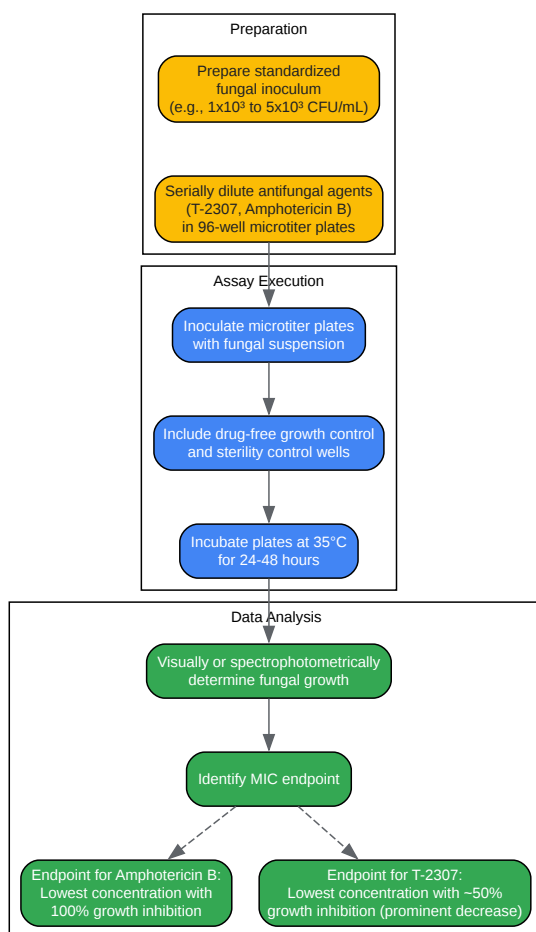 Preparation
Prepare standardized
fungal inoculum
(e.g., 1x10³ to 5x10³ CFU/mL)
Serially dilute antifungal agents
(T-2307, Amphotericin B)
in 96-well microtiter plates
Assay Execution
Inoculate microtiter plates
with fungal suspension
Include drug-free growth control
and sterility control wells
Incubate plates at 35°C
for 24-48 hours
Data Analysis
Visually or spectrophotometrically
determine fungal growth
Identify MIC endpoint
Endpoint for Amphotericin B:
Lowest concentration with
100% growth inhibition
Endpoint for T-2307:
Lowest concentration with ~50%
growth inhibition (prominent decrease)